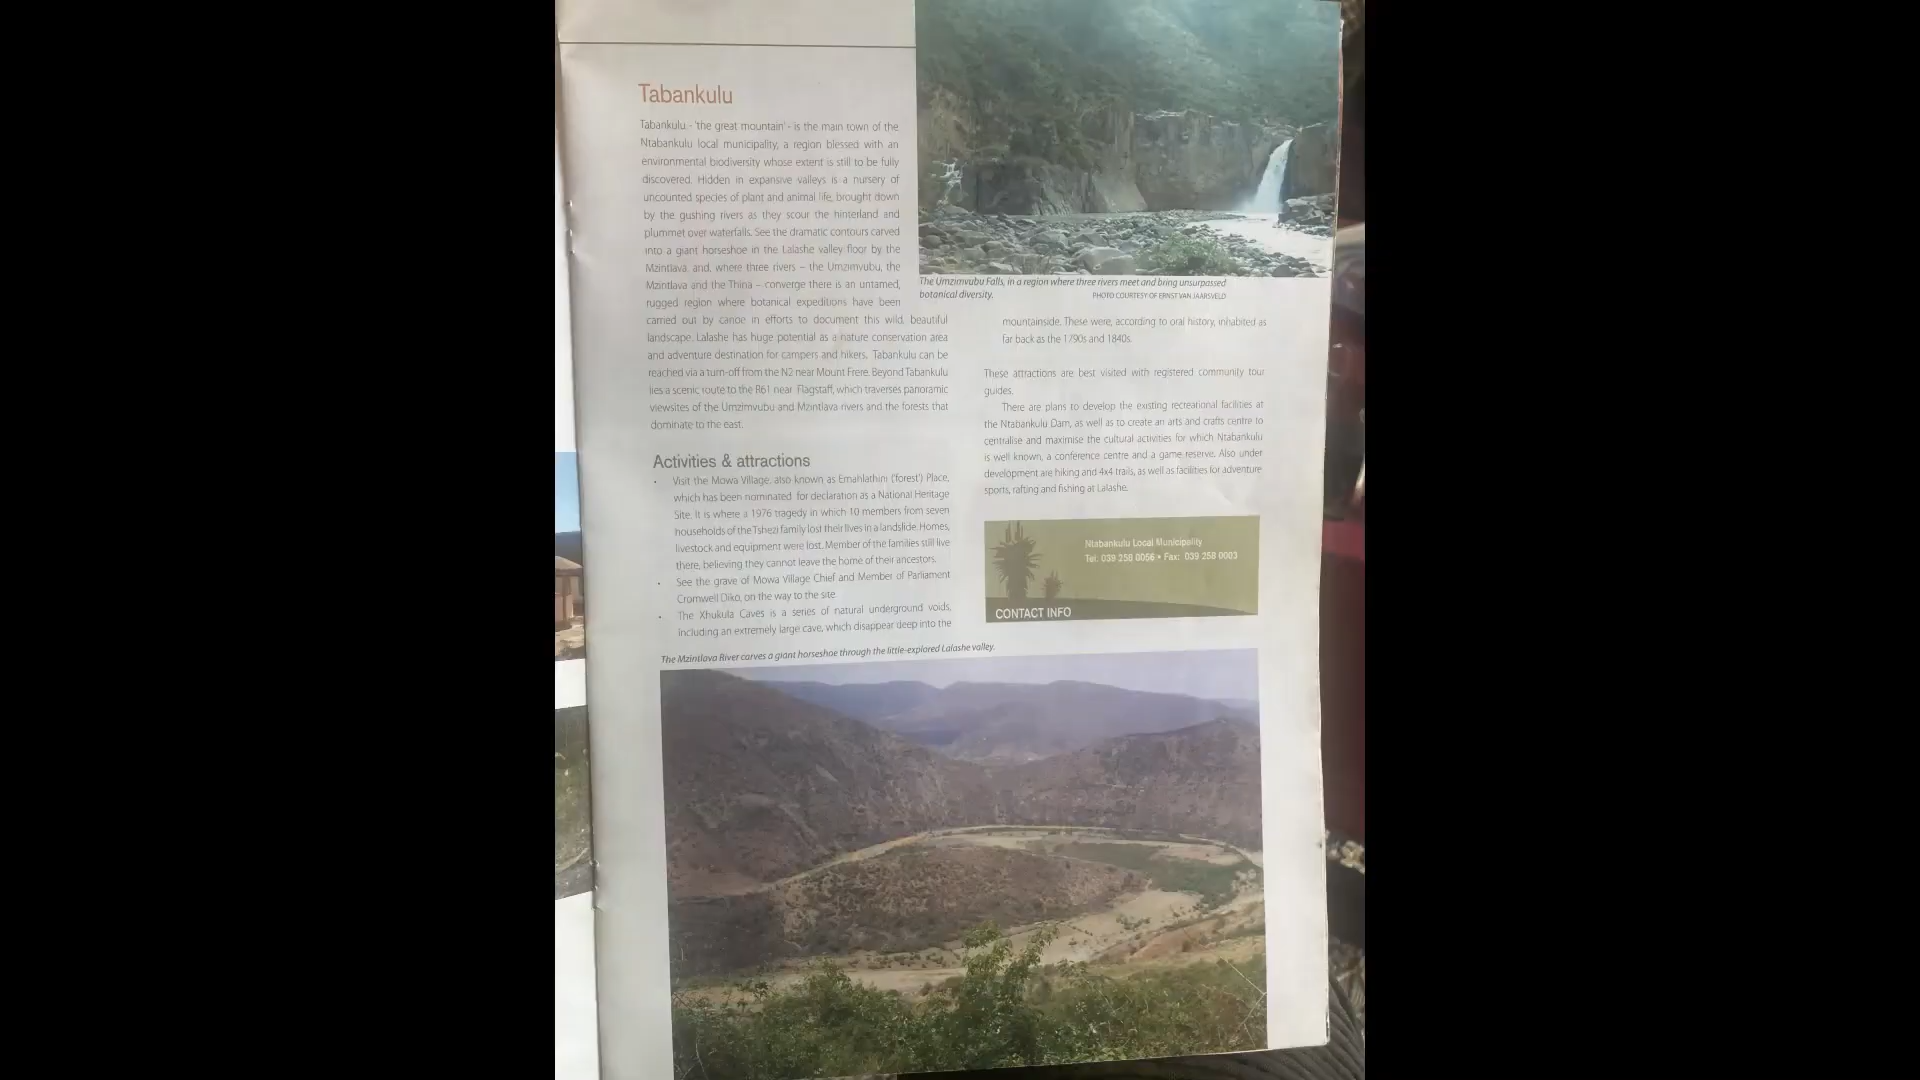 Tabankulu
Tabankulu - 'the great mountain' - is the main town of the
Ntabankulu local municipality, a region blessed with an
environmental biodiversity whose extent is still to be fully
discovered. Hidden in expansive valleys is a nursery of
uncounted species of plant and animal life, brought down
by the gushing rivers as they scour the hinterland and
plummet over waterfalls. See the dramatic contours carved
into a giant horseshoe in the Lalashe valley floor by the
Mzintlava and, where three rivers – the Umzimvubu, the
Mzintlava and the Thina – converge there is an untamed,
rugged region where botanical expeditions have been
carried out by canoe in efforts to document this wild, beautiful
landscape. Lalashe has huge potential as a nature conservation area
and adventure destination for campers and hikers. Tabankulu can be
reached via a turn-off from the N2 near Mount Frere. Beyond Tabankulu
lies a scenic route to the R61 near Flagstaff, which traverses panoramic
viewsites of the Umzimvubu and Mzintlava rivers and the forests that
dominate to the east.
Activities & attractions
• Visit the Mowa Village, also known as Emahlathini ('forest') Place,
which has been nominated for declaration as a National Heritage
Site. It is where a 1976 tragedy in which 10 members from seven
households of the Tshezi family lost their lives in a landslide. Homes,
livestock and equipment were lost. Member of the families still live
there, believing they cannot leave the home of their ancestors.
• See the grave of Mowa Village Chief and Member of Parliament
Cromwell Diko, on the way to the site.
• The Xhukula Caves is a series of natural underground voids,
including an extremely large cave, which disappear deep into the
The Umzimvubu Falls, in a region where three rivers meet and bring unsurpassed
botanical diversity.
PHOTO COURTESY OF ERNST VAN JAARSVELD
mountainside. These were, according to oral history, inhabited as
far back as the 1790s and 1840s.
These attractions are best visited with registered community tour
guides.
There are plans to develop the existing recreational facilities at
the Ntabankulu Dam, as well as to create an arts and crafts centre to
centralise and maximise the cultural activities for which Ntabankulu
is well known, a conference centre and a game reserve. Also under
development are hiking and 4x4 trails, as well as facilities for adventure
sports, rafting and fishing at Lalashe.
Ntabankulu Local Municipality
Tel: 039 258 0056 • Fax: 039 258 0003
CONTACT INFO
The Mzintlava River carves a giant horseshoe through the little-explored Lalashe valley.